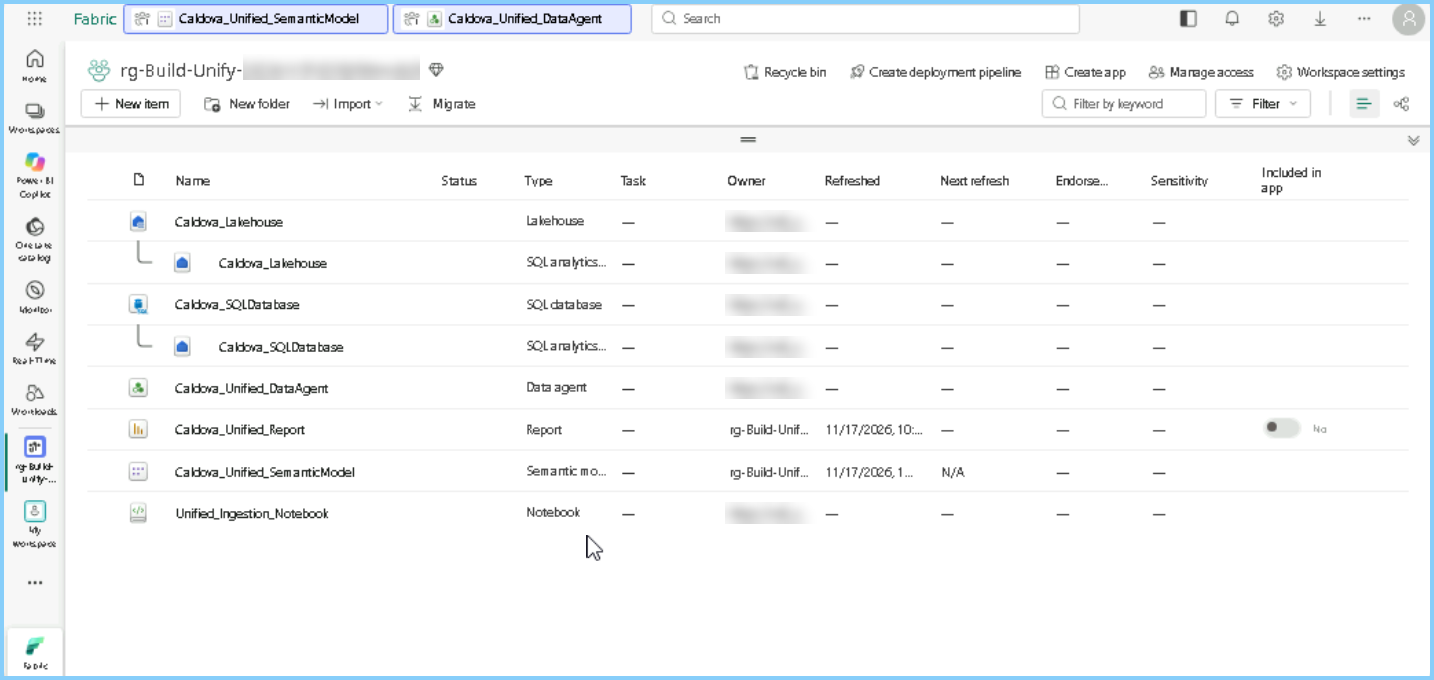 Fabric
Caldova_Unified_SemanticModel
Caldova_Unified_DataAgent
Search
rg-Build-Unify-
Recycle bin
Create deployment pipeline
Create app
Manage access
Workspace settings
New item
New folder
Import
Migrate
Filter by keyword
Filter
Home
Workspaces
Power BI
Copilot
OneLake
catalog
Monitor
Real-Time
Workloads
rg-Build-
Unify-...
My
Workspace
Fabric
Name Status Type Task Owner Refreshed Next refresh Endorse... Sensitivity Included in
app
Caldova_Lakehouse Lakehouse — — — — —
Caldova_Lakehouse SQL analytics... — — — — —
Caldova_SQLDatabase SQL database — — — — —
Caldova_SQLDatabase SQL analytics... — — — — —
Caldova_Unified_DataAgent Data agent — — — — —
Caldova_Unified_Report Report — rg-Build-Unif... 11/17/2026, 10:... — — — No
Caldova_Unified_SemanticModel Semantic mo... — rg-Build-Unif... 11/17/2026, 1... N/A — —
Unified_Ingestion_Notebook Notebook — — — — —